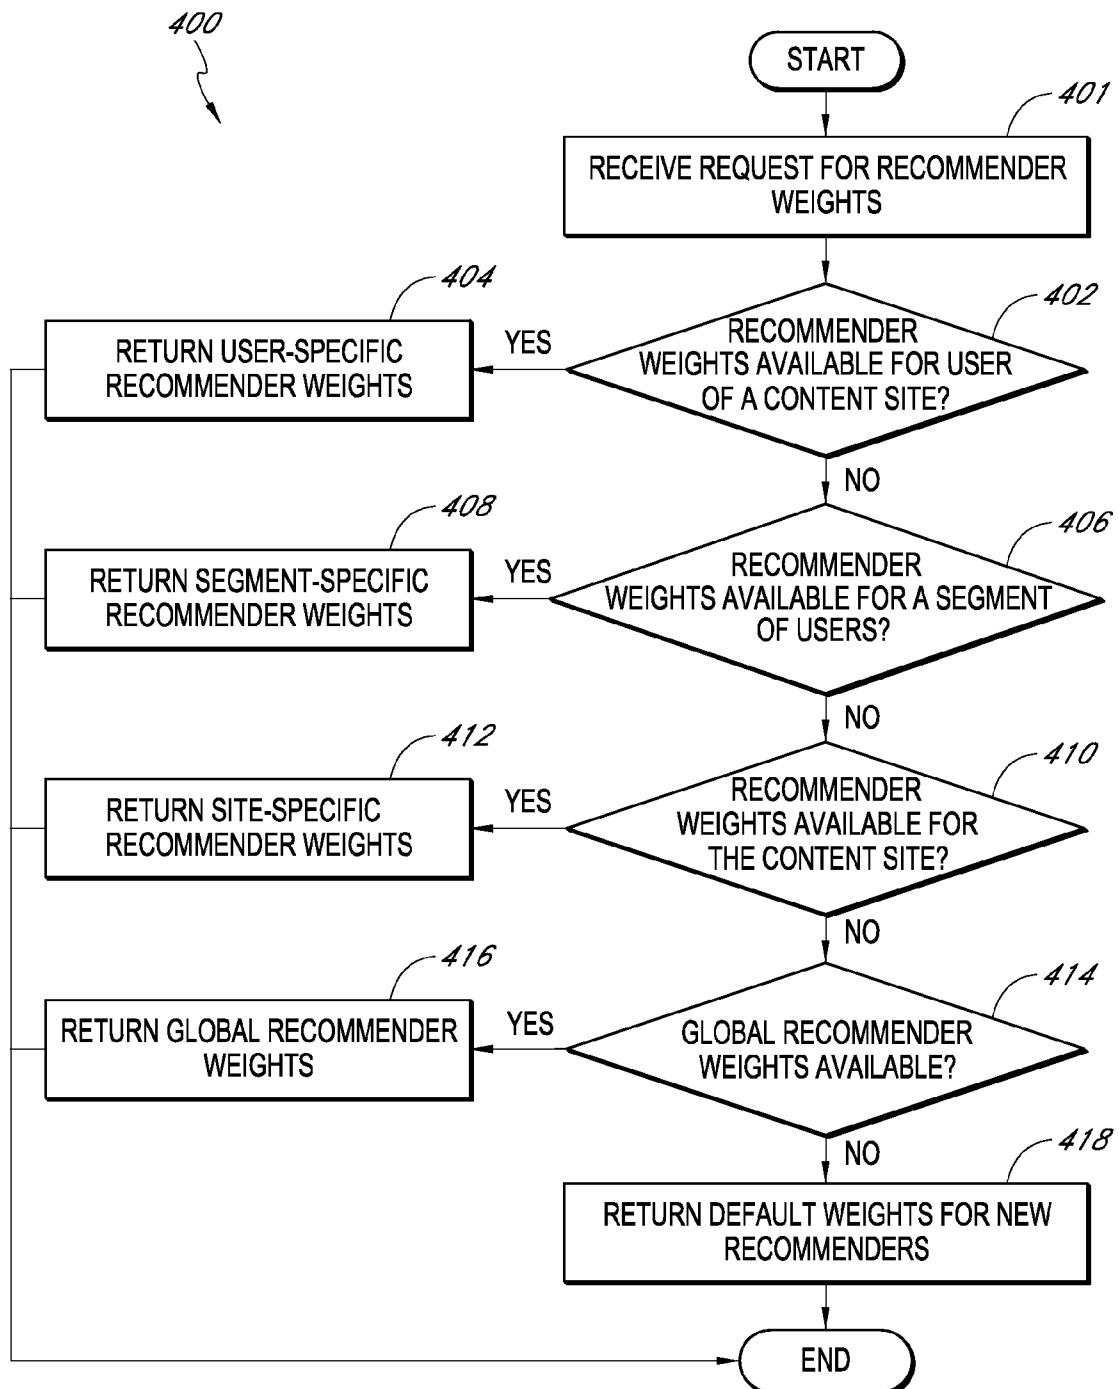 400
START
401
RECEIVE REQUEST FOR RECOMMENDER
WEIGHTS
402
RECOMMENDER
WEIGHTS AVAILABLE FOR USER
OF A CONTENT SITE?
YES
404
RETURN USER-SPECIFIC
RECOMMENDER WEIGHTS
NO
406
RECOMMENDER
WEIGHTS AVAILABLE FOR A SEGMENT
OF USERS?
YES
408
RETURN SEGMENT-SPECIFIC
RECOMMENDER WEIGHTS
NO
410
RECOMMENDER
WEIGHTS AVAILABLE FOR
THE CONTENT SITE?
YES
412
RETURN SITE-SPECIFIC
RECOMMENDER WEIGHTS
NO
414
GLOBAL RECOMMENDER
WEIGHTS AVAILABLE?
YES
416
RETURN GLOBAL RECOMMENDER
WEIGHTS
NO
418
RETURN DEFAULT WEIGHTS FOR NEW
RECOMMENDERS
END